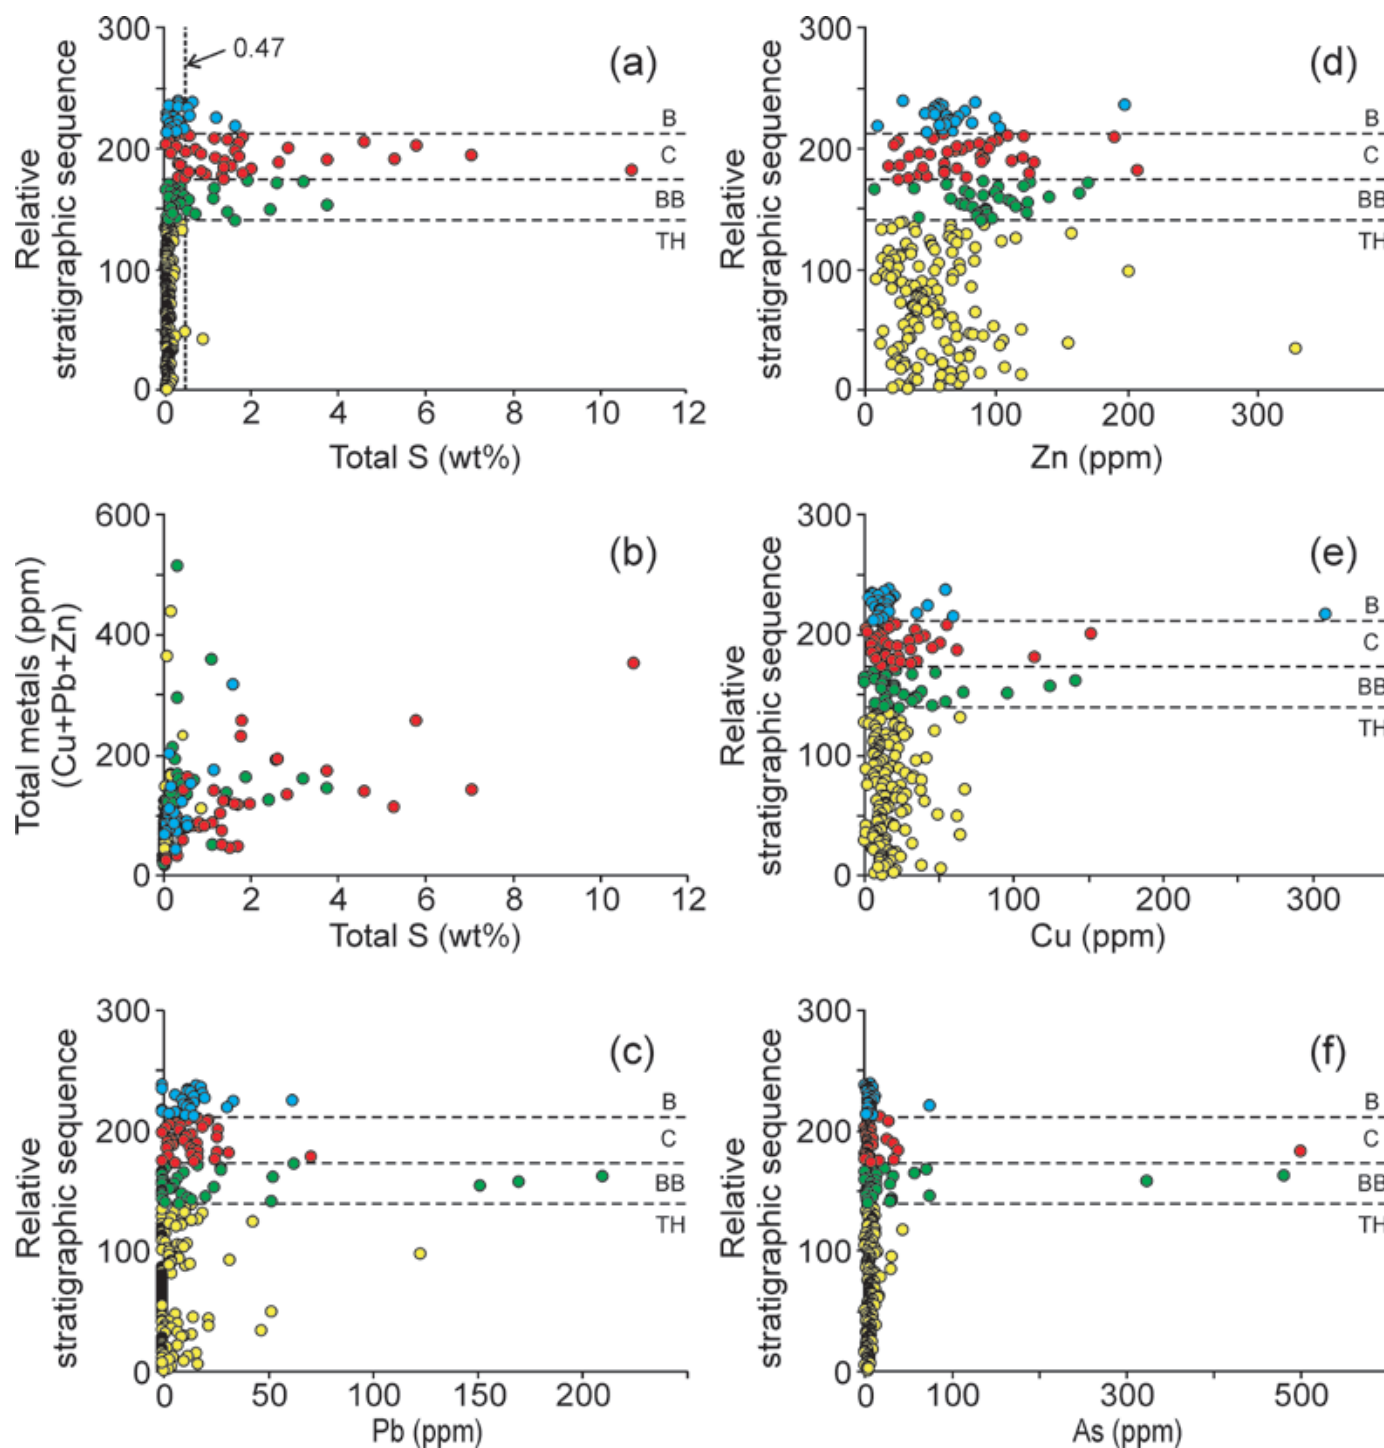 300
200
100
0
Relative
stratigraphic sequence
0.47
(a)
B
C
BB
TH
0 2 4 6 8 10 12
Total S (wt%)
300
200
100
0
Relative
stratigraphic sequence
(d)
B
C
BB
TH
0 100 200 300
Zn (ppm)
600
400
200
0
Total metals (ppm)
(Cu+Pb+Zn)
(b)
0 2 4 6 8 10 12
Total S (wt%)
300
200
100
0
Relative
stratigraphic sequence
(e)
B
C
BB
TH
0 100 200 300
Cu (ppm)
300
200
100
0
Relative
stratigraphic sequence
(c)
B
C
BB
TH
0 50 100 150 200
Pb (ppm)
300
200
100
0
Relative
stratigraphic sequence
(f)
B
C
BB
TH
0 100 300 500
As (ppm)